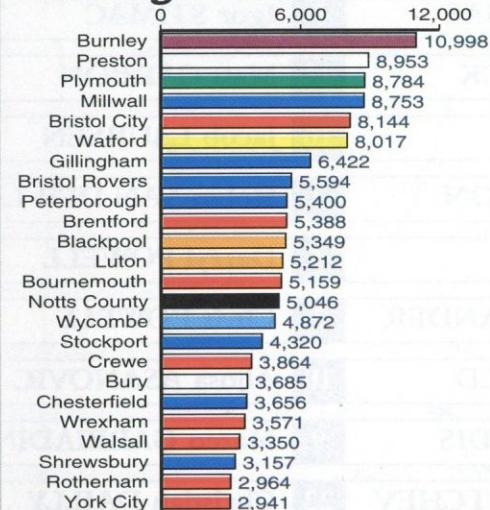 0 6,000 12,000
Burnley 10,998
Preston 8,953
Plymouth 8,784
Millwall 8,753
Bristol City 8,144
Watford 8,017
Gillingham 6,422
Bristol Rovers 5,594
Peterborough 5,400
Brentford 5,388
Blackpool 5,349
Luton 5,212
Bournemouth 5,159
Notts County 5,046
Wycombe 4,872
Stockport 4,320
Crewe 3,864
Bury 3,685
Chesterfield 3,656
Wrexham 3,571
Walsall 3,350
Shrewsbury 3,157
Rotherham 2,964
York City 2,941